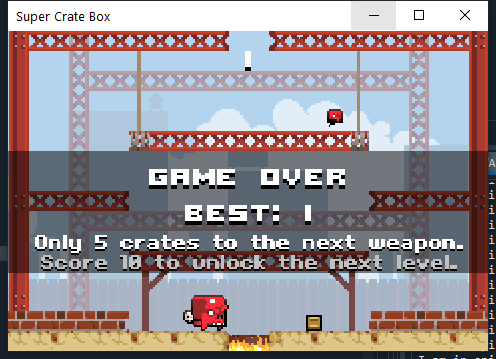 Super Crate Box
1
GAME OVER
BEST: 1
Only 5 crates to the next weapon.
Score 10 to unlock the next level.